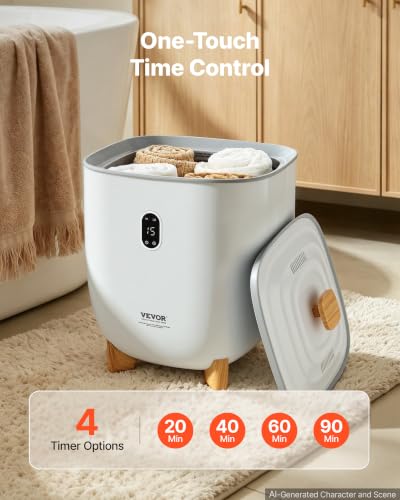 One-Touch
Time Control
15
VEVOR
4
Timer Options
20
Min
40
Min
60
Min
90
Min
AI-Generated Character and Scene